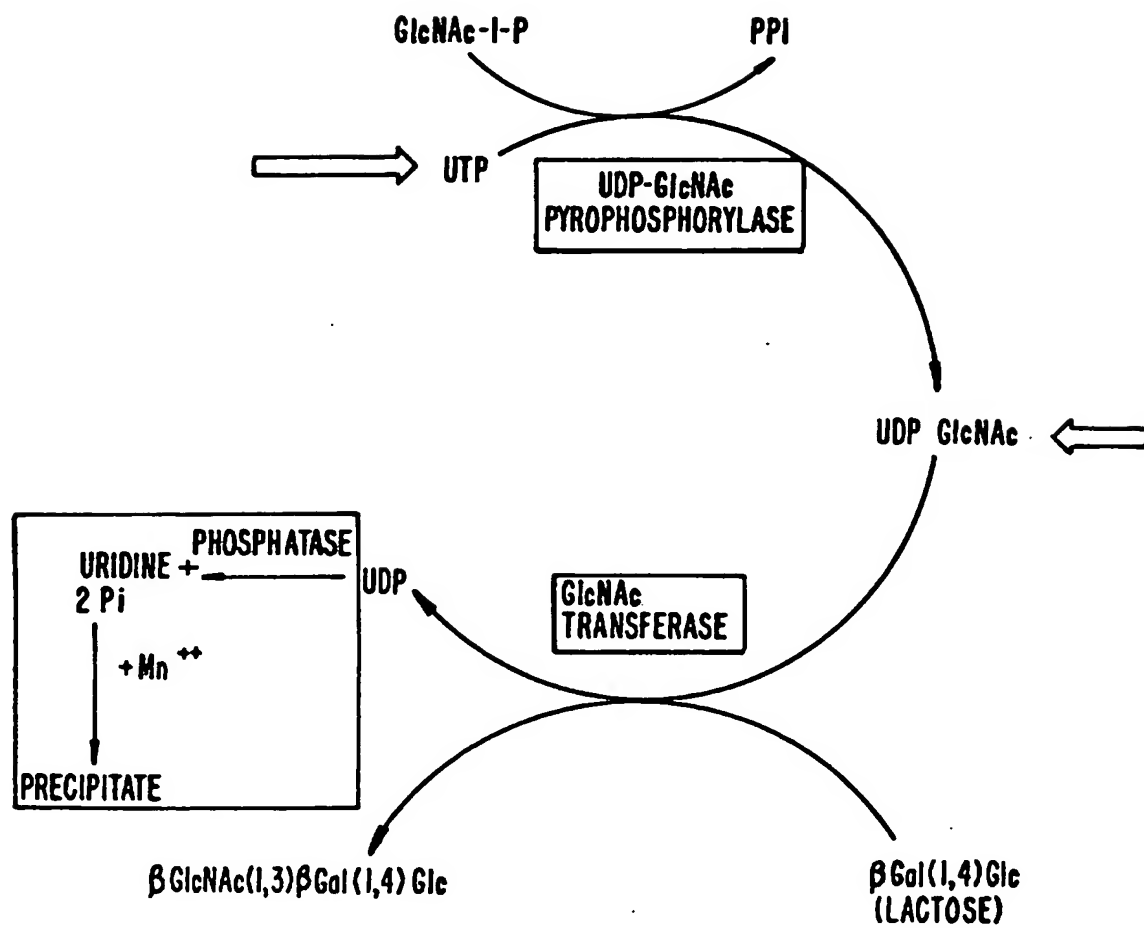 GlcNAc-1-P
PPi
UTP
UDP-GlcNAc
PYROPHOSPHORYLASE
UDP GlcNAc
PHOSPHATASE
URIDINE +
2 Pi
UDP
+Mn ++
PRECIPITATE
GlcNAc
TRANSFERASE
βGlcNAc(1,3)βGal(1,4)Glc
βGal(1,4)Glc
(LACTOSE)